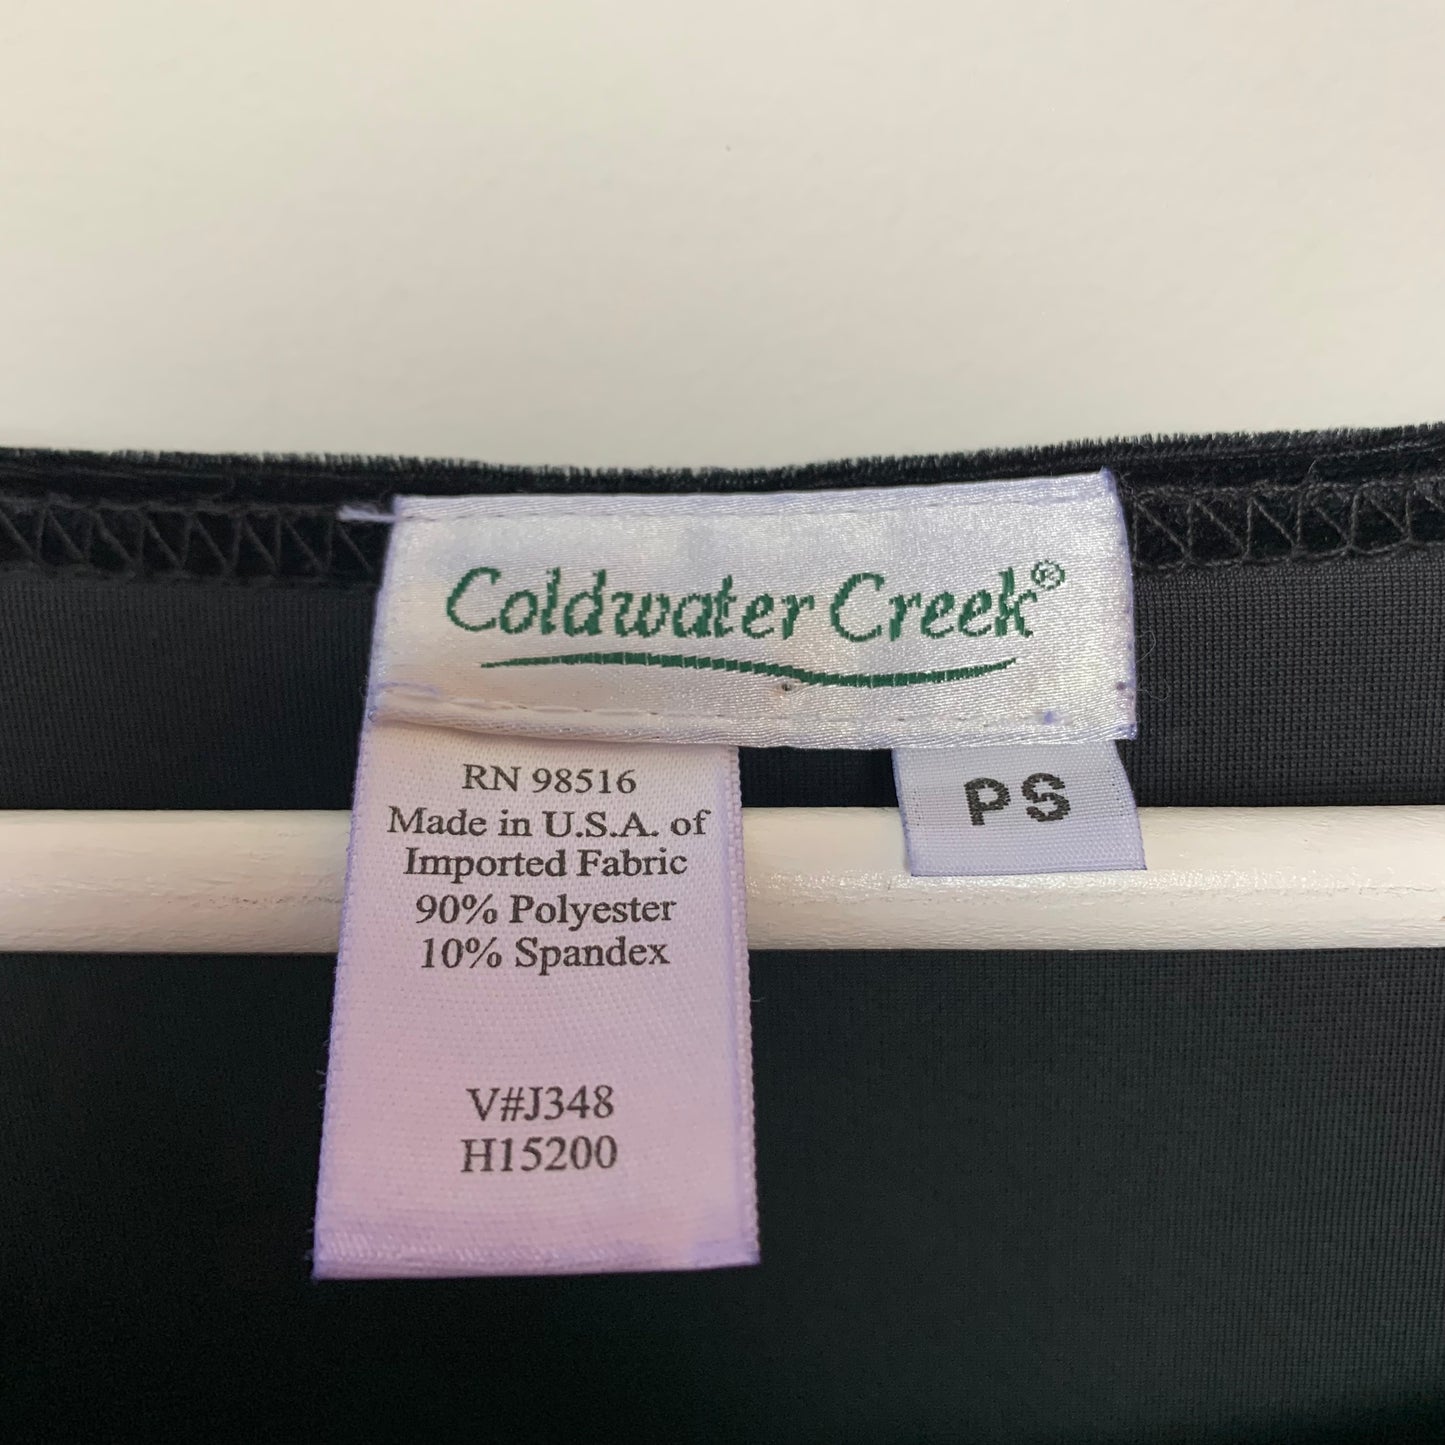 Coldwater Creek®
PS
RN 98516
Made in U.S.A. of
Imported Fabric
90% Polyester
10% Spandex
V#J348
H15200